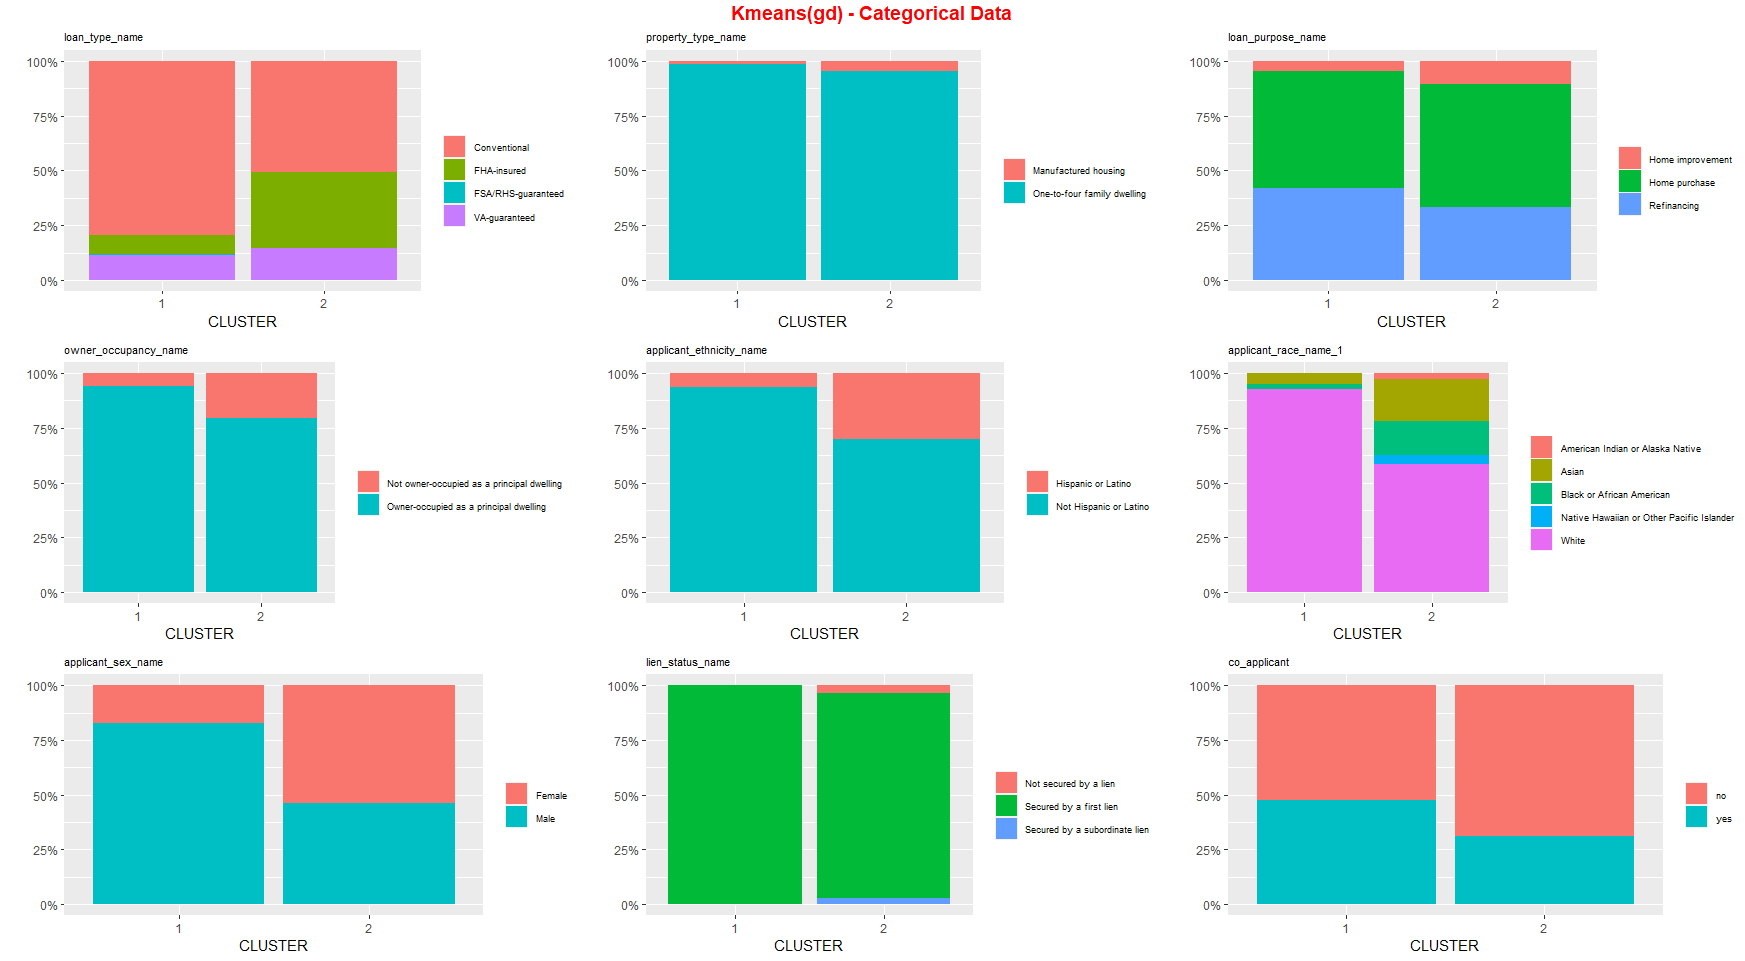 Kmeans(gd) - Categorical Data
loan_type_name
100%
75%
50%
25%
0%
1
2
CLUSTER
Conventional
FHA-insured
FSA/RHS-guaranteed
VA-guaranteed
property_type_name
100%
75%
50%
25%
0%
1
2
CLUSTER
Manufactured housing
One-to-four family dwelling
loan_purpose_name
100%
75%
50%
25%
0%
1
2
CLUSTER
Home improvement
Home purchase
Refinancing
owner_occupancy_name
100%
75%
50%
25%
0%
1
2
CLUSTER
Not owner-occupied as a principal dwelling
Owner-occupied as a principal dwelling
applicant_ethnicity_name
100%
75%
50%
25%
0%
1
2
CLUSTER
Hispanic or Latino
Not Hispanic or Latino
applicant_race_name_1
100%
75%
50%
25%
0%
1
2
CLUSTER
American Indian or Alaska Native
Asian
Black or African American
Native Hawaiian or Other Pacific Islander
White
applicant_sex_name
100%
75%
50%
25%
0%
1
2
CLUSTER
Female
Male
lien_status_name
100%
75%
50%
25%
0%
1
2
CLUSTER
Not secured by a lien
Secured by a first lien
Secured by a subordinate lien
co_applicant
100%
75%
50%
25%
0%
1
2
CLUSTER
no
yes